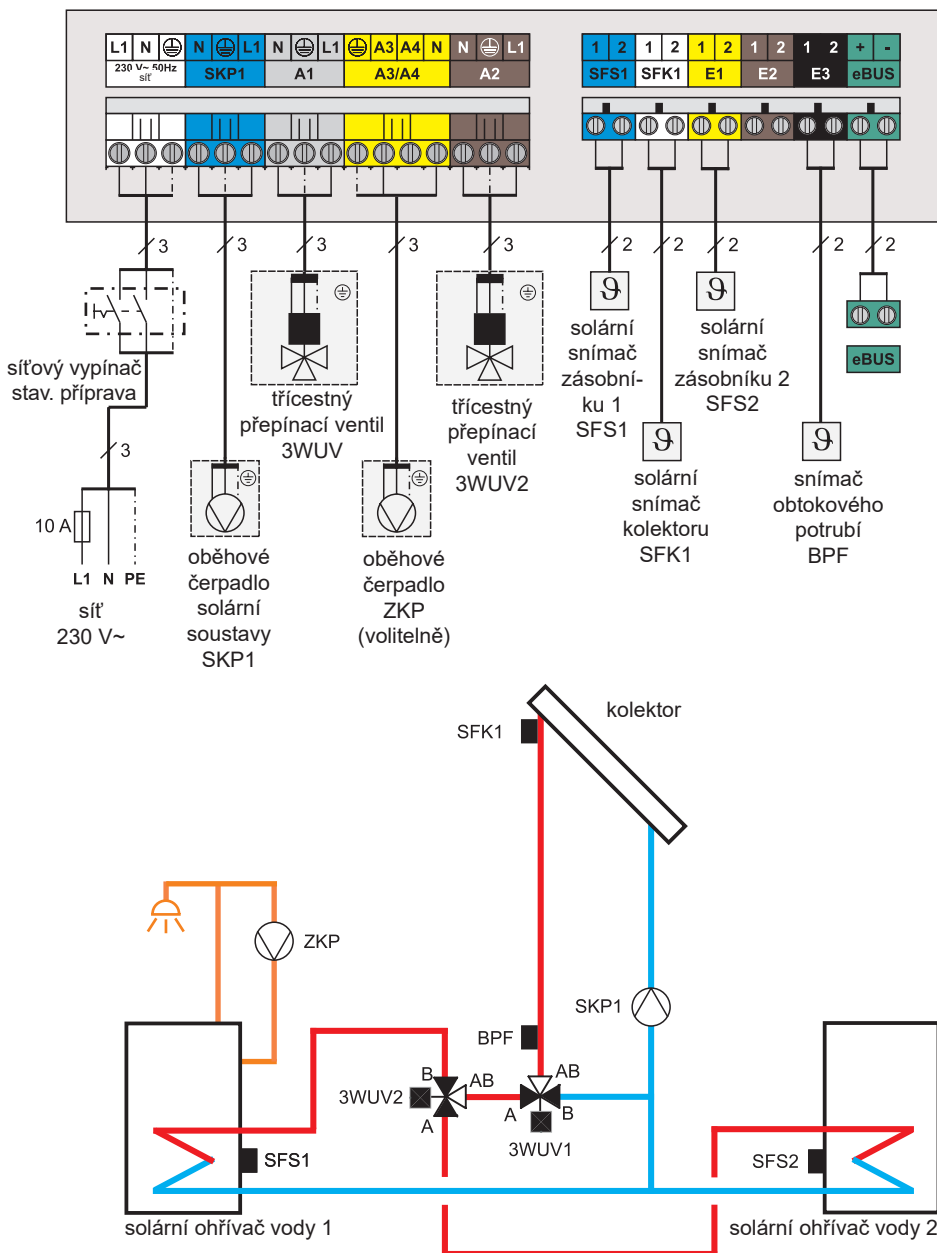 L1 N N L1 N L1 A3 A4 N N L1
230 V~ 50Hz
síť
SKP1 A1 A3/A4 A2
1 2 1 2 1 2 1 2 1 2 + -
SFS1 SFK1 E1 E2 E3 eBUS
3 3 3 3 3 2 2 2 2 2
síťový vypínač
stav. příprava
3
10 A
L1 N PE
síť
230 V~
oběhové
čerpadlo
solární
soustavy
SKP1
třícestný
přepínací ventil
3WUV
oběhové
čerpadlo
ZKP
(volitelně)
třícestný
přepínací
ventil
3WUV2
ϑ
solární
snímač
zásobní-
ku 1
SFS1
ϑ
solární
snímač
kolektoru
SFK1
ϑ
solární
snímač
zásobníku 2
SFS2
ϑ
snímač
obtokového
potrubí
BPF
eBUS
kolektor
SFK1
ZKP
SKP1
BPF
B AB AB
3WUV2
A A B
3WUV1
SFS1 SFS2
solární ohřívač vody 1 solární ohřívač vody 2